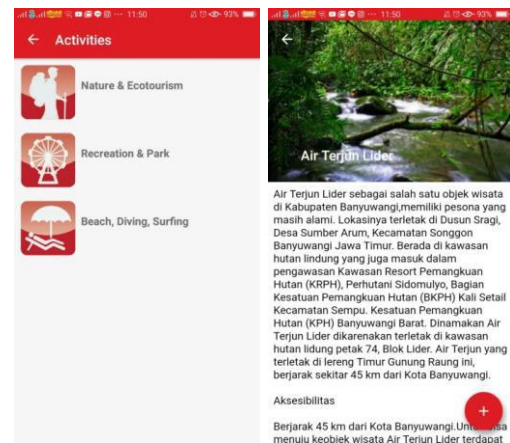 11:50
93%
Activities
Nature & Ecotourism
Recreation & Park
Beach, Diving, Surfing
11:50
93%
Air Terjun Lider
Air Terjun Lider sebagai salah satu objek wisata
di Kabupaten Banyuwangi,memiliki pesona yang
masih alami. Lokasinya terletak di Dusun Sragi,
Desa Sumber Arum, Kecamatan Songgon
Banyuwangi Jawa Timur. Berada di kawasan
hutan lindung yang juga masuk dalam
pengawasan Kawasan Resort Pemangkuan
Hutan (KRPH), Perhutani Sidomulyo, Bagian
Kesatuan Pemangkuan Hutan (BKPH) Kali Setail
Kecamatan Sempu. Kesatuan Pemangkuan
Hutan (KPH) Banyuwangi Barat. Dinamakan Air
Terjun Lider dikarenakan terletak di kawasan
hutan lidung petak 74, Blok Lider. Air Terjun yang
terletak di lereng Timur Gunung Raung ini,
berjarak sekitar 45 km dari Kota Banyuwangi.
Aksesibilitas
Berjarak 45 km dari Kota Banyuwangi.
menuju keobjek wisata Air Terjun Lider terdapat